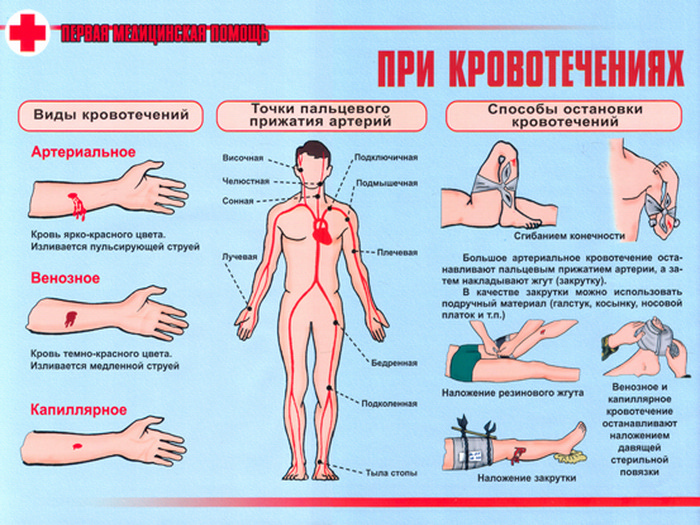 ПЕРВАЯ МЕДИЦИНСКАЯ ПОМОЩЬ
ПРИ КРОВОТЕЧЕНИЯХ
Виды кровотечений
Артериальное
Кровь ярко-красного цвета.
Изливается пульсирующей струей
Венозное
Кровь темно-красного цвета.
Изливается медленной струей
Капиллярное
Точки пальцевого
прижатия артерий
Височная
Челюстная
Сонная
Лучевая
Подключичная
Подмышечная
Плечевая
Бедренная
Подколенная
Тыла стопы
Способы остановки
кровотечений
Сгибанием конечности
Большое артериальное кровотечение оста-
навливают пальцевым прижатием артерии, а за-
тем накладывают жгут (закрутку).
В качестве закрутки можно использовать
подручный материал (галстук, косынку, носовой
платок и т.п.)
Наложение резинового жгута
Наложение закрутки
Венозное и
капиллярное
кровотечение
останавливают
наложением
давящей
стерильной
повязки